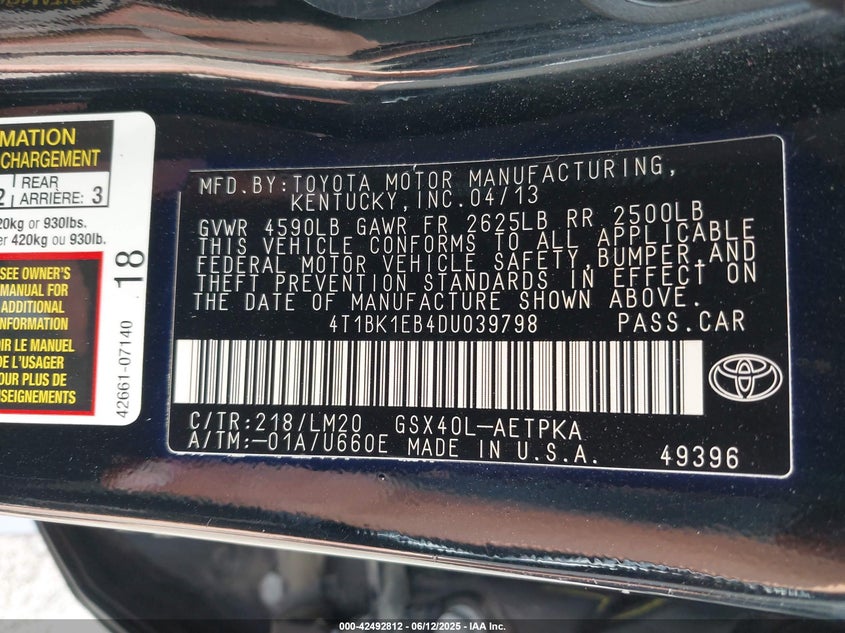 MATION
CHARGEMENT
2 REAR ARRIÈRE: 3
20kg or 930lbs.
er 420kg ou 930lb.
SEE OWNER'S
MANUAL FOR
ADDITIONAL
INFORMATION
IR LE MANUEL
DE L'USAGER
POUR PLUS DE
SEIGNEMENTS
42661-07140
18
MFD.BY:TOYOTA MOTOR MANUFACTURING,
KENTUCKY,INC.04/13
GVWR 4590LB GAWR FR 2625LB RR 2500LB
THIS VEHICLE CONFORMS TO ALL APPLICABLE
FEDERAL MOTOR VEHICLE SAFETY,BUMPER,AND
THEFT PREVENTION STANDARDS IN EFFECT ON
THE DATE OF MANUFACTURE SHOWN ABOVE.
4T1BK1EB4DU039798 PASS.CAR
C/TR:218/LM20 GSX40L-AETPKA
A/TM:-01A/U660E MADE IN U.S.A.
49396
000-42492812 - 06/12/2025 - IAA Inc.